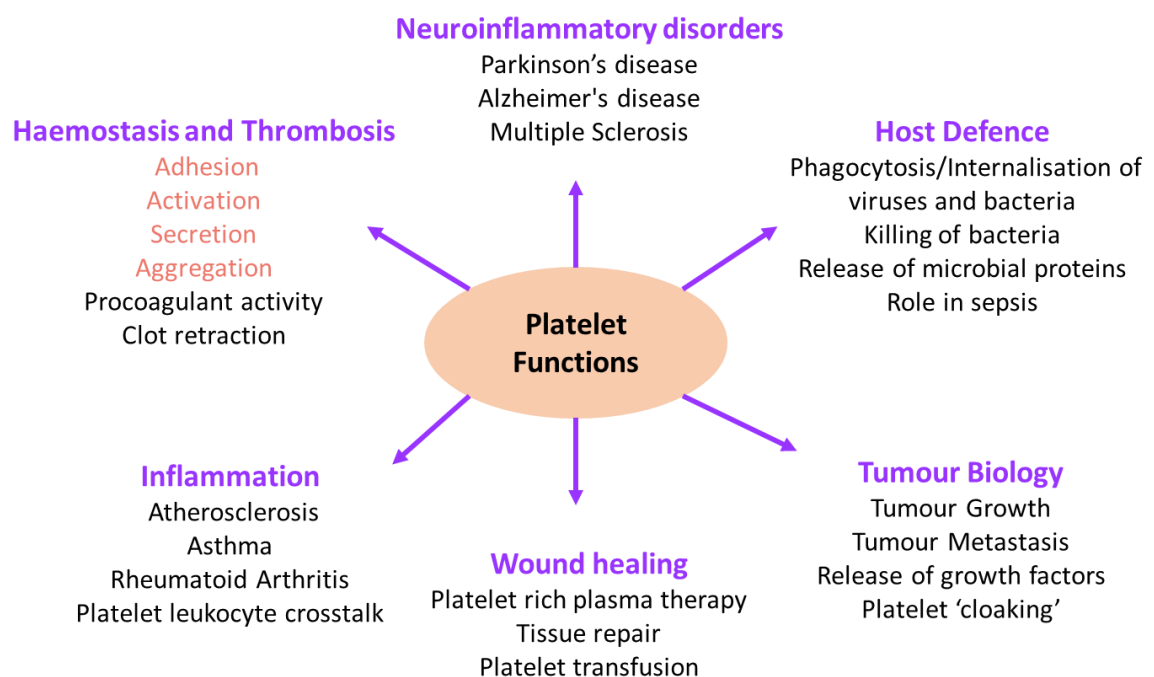 Neuroinflammatory disorders
Parkinson’s disease
Alzheimer's disease
Multiple Sclerosis
Haemostasis and Thrombosis
Adhesion
Activation
Secretion
Aggregation
Procoagulant activity
Clot retraction
Host Defence
Phagocytosis/Internalisation of
viruses and bacteria
Killing of bacteria
Release of microbial proteins
Role in sepsis
Platelet
Functions
Inflammation
Atherosclerosis
Asthma
Rheumatoid Arthritis
Platelet leukocyte crosstalk
Wound healing
Platelet rich plasma therapy
Tissue repair
Platelet transfusion
Tumour Biology
Tumour Growth
Tumour Metastasis
Release of growth factors
Platelet ‘cloaking’